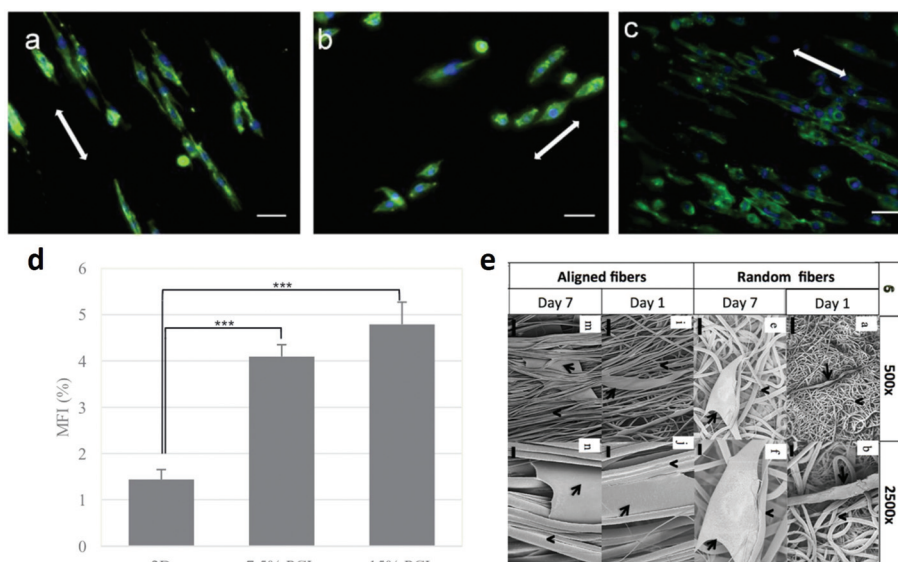 a
b
c
d
MFI (%)
6
5
4
3
2
1
0
***
***
e
Aligned fibers
Random fibers
6
Day 7
Day 1
Day 7
Day 1
m
i
e
a
500x
n
j
f
b
2500x